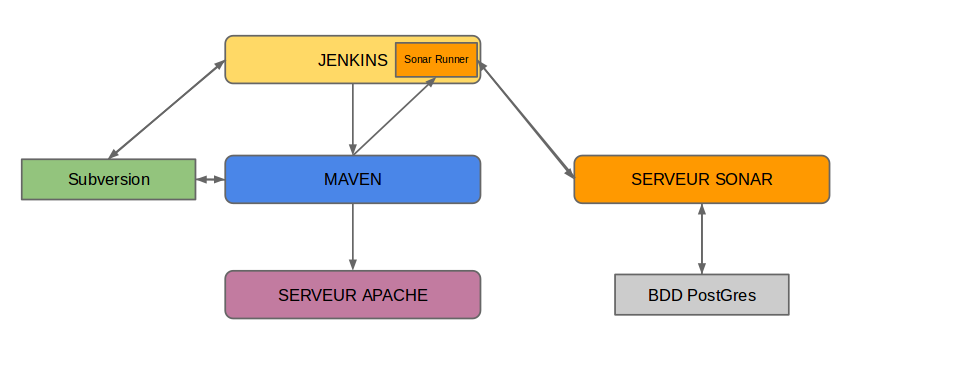 JENKINS
Sonar Runner
Subversion
MAVEN
SERVEUR SONAR
SERVEUR APACHE
BDD PostGres